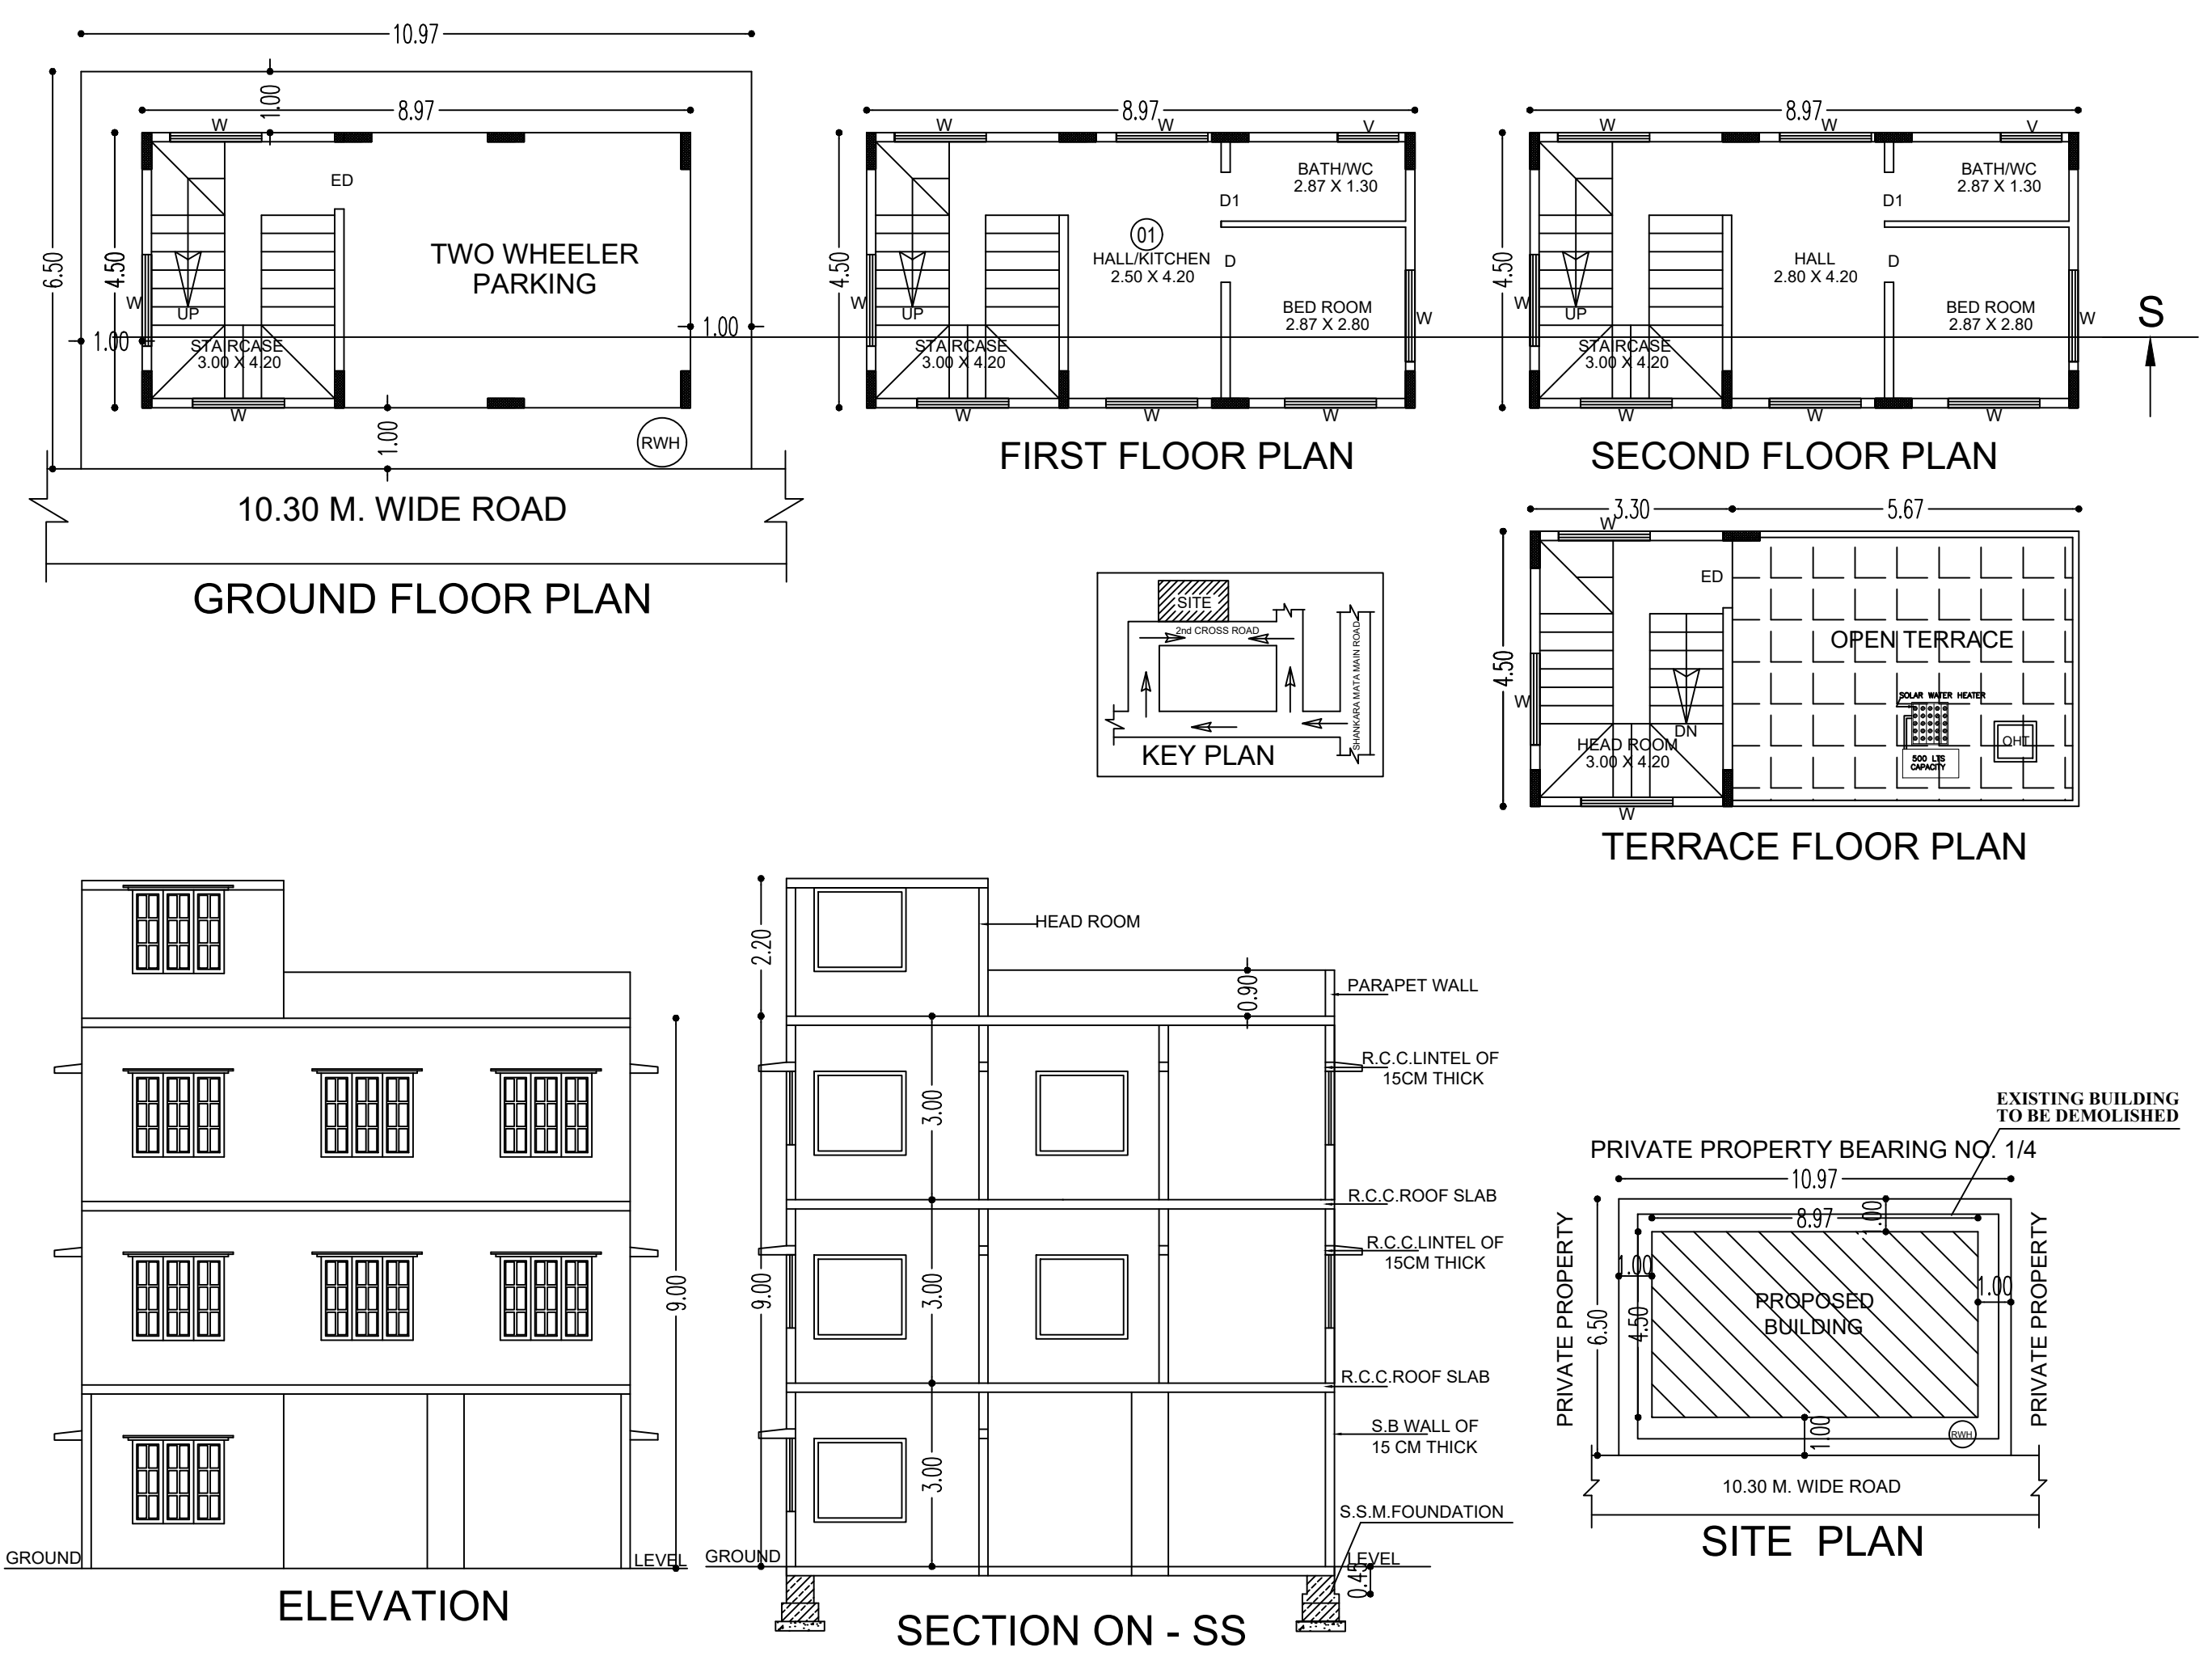 10.97
1.00
8.97
W
ED
6.50
4.50
TWO WHEELER
PARKING
W
UP
1.00
1.00
STAIRCASE
3.00 X 4.20
W
1.00
RWH
10.30 M. WIDE ROAD
GROUND FLOOR PLAN
8.97
W
W
V
BATH/WC
2.87 X 1.30
D1
4.50
01
HALL/KITCHEN
2.50 X 4.20
D
W
UP
BED ROOM
2.87 X 2.80
W
STAIRCASE
3.00 X 4.20
W
W
W
FIRST FLOOR PLAN
8.97
W
W
V
BATH/WC
2.87 X 1.30
D1
4.50
HALL
2.80 X 4.20
D
W
UP
BED ROOM
2.87 X 2.80
W
STAIRCASE
3.00 X 4.20
W
W
W
S
SECOND FLOOR PLAN
3.30
5.67
W
ED
4.50
OPEN TERRACE
W
SOLAR WATER HEATER
DN
HEAD ROOM
3.00 X 4.20
500 LTS
CAPACITY
OHT
W
TERRACE FLOOR PLAN
SITE
2nd CROSS ROAD
SHANKARA MATA MAIN ROAD
KEY PLAN
9.00
GROUND
LEVEL
ELEVATION
2.20
HEAD ROOM
0.90
PARAPET WALL
R.C.C.LINTEL OF
15CM THICK
3.00
R.C.C.ROOF SLAB
R.C.C.LINTEL OF
15CM THICK
9.00
3.00
R.C.C.ROOF SLAB
S.B WALL OF
15 CM THICK
3.00
S.S.M.FOUNDATION
GROUND
LEVEL
0.45
SECTION ON - SS
EXISTING BUILDING
TO BE DEMOLISHED
PRIVATE PROPERTY BEARING NO. 1/4
10.97
1.00
8.97
PRIVATE PROPERTY
1.00
1.00
6.50
4.50
PROPOSED
BUILDING
PRIVATE PROPERTY
1.00
RWH
10.30 M. WIDE ROAD
SITE PLAN